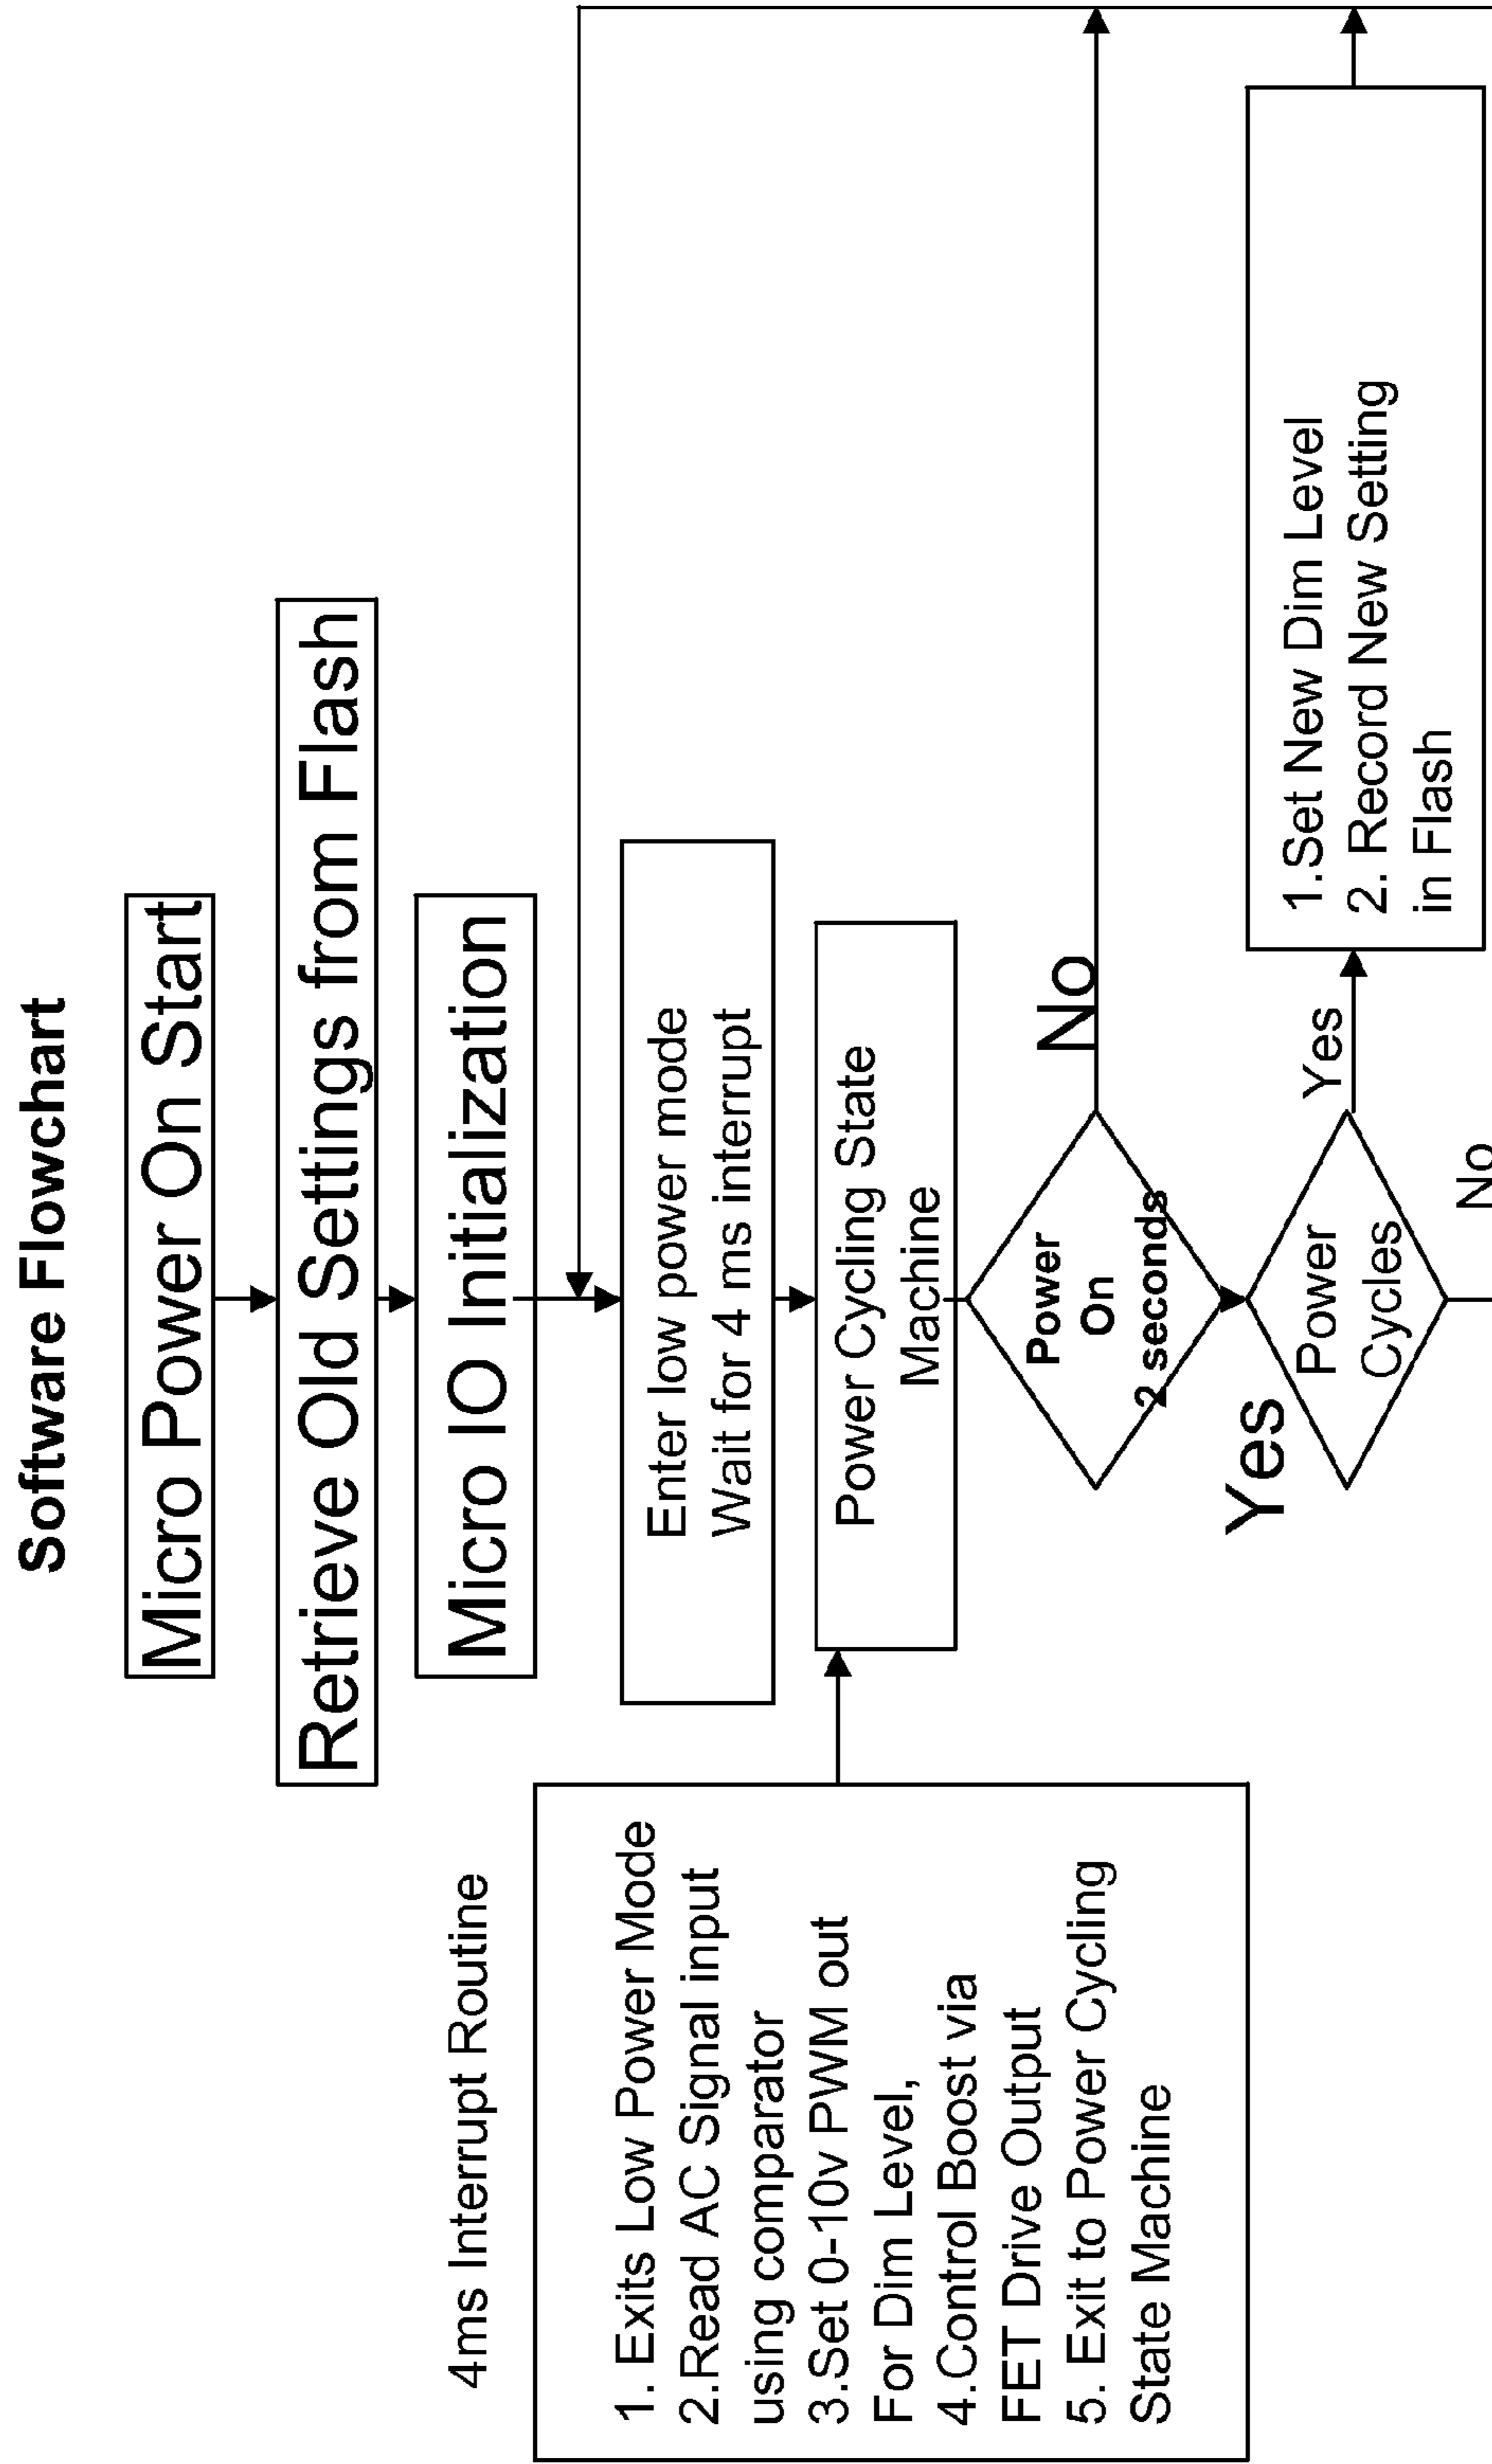 Software Flowchart
Micro Power On Start
Retrieve Old Settings from Flash
Micro IO Initialization
Enter low power mode
Wait for 4 ms interrupt
4ms Interrupt Routine
1. Exits Low Power Mode
2.Read AC Signal input
using comparator
3.Set 0-10v PWM out
For Dim Level,
4.Control Boost via
FET Drive Output
5. Exit to Power Cycling
State Machine
Power Cycling State
Machine
Power
On
2 seconds
No
Yes
Power
Cycles
Yes
No
1.Set New Dim Level
2. Record New Setting
in Flash